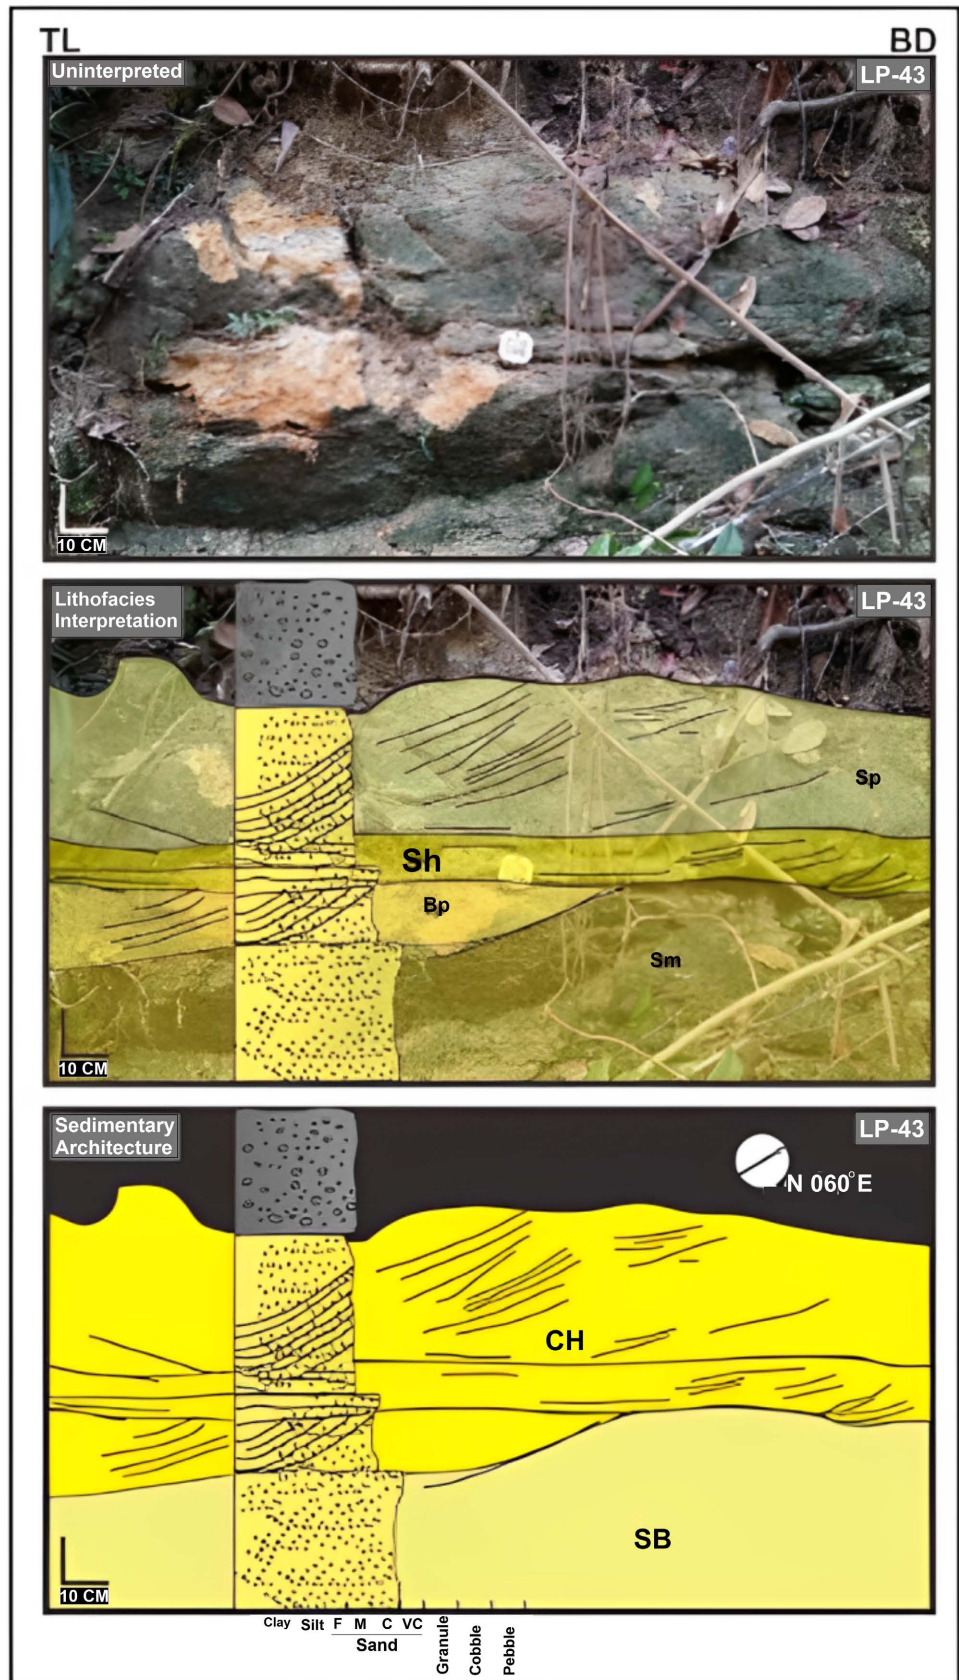 TL
BD
Uninterpreted
LP-43
10 CM
Lithofacies
Interpretation
LP-43
Sp
Sh
Bp
Sm
10 CM
Sedimentary
Architecture
LP-43
N 060°E
CH
SB
10 CM
Clay Silt F M C VC Granule Cobble Pebble
Sand